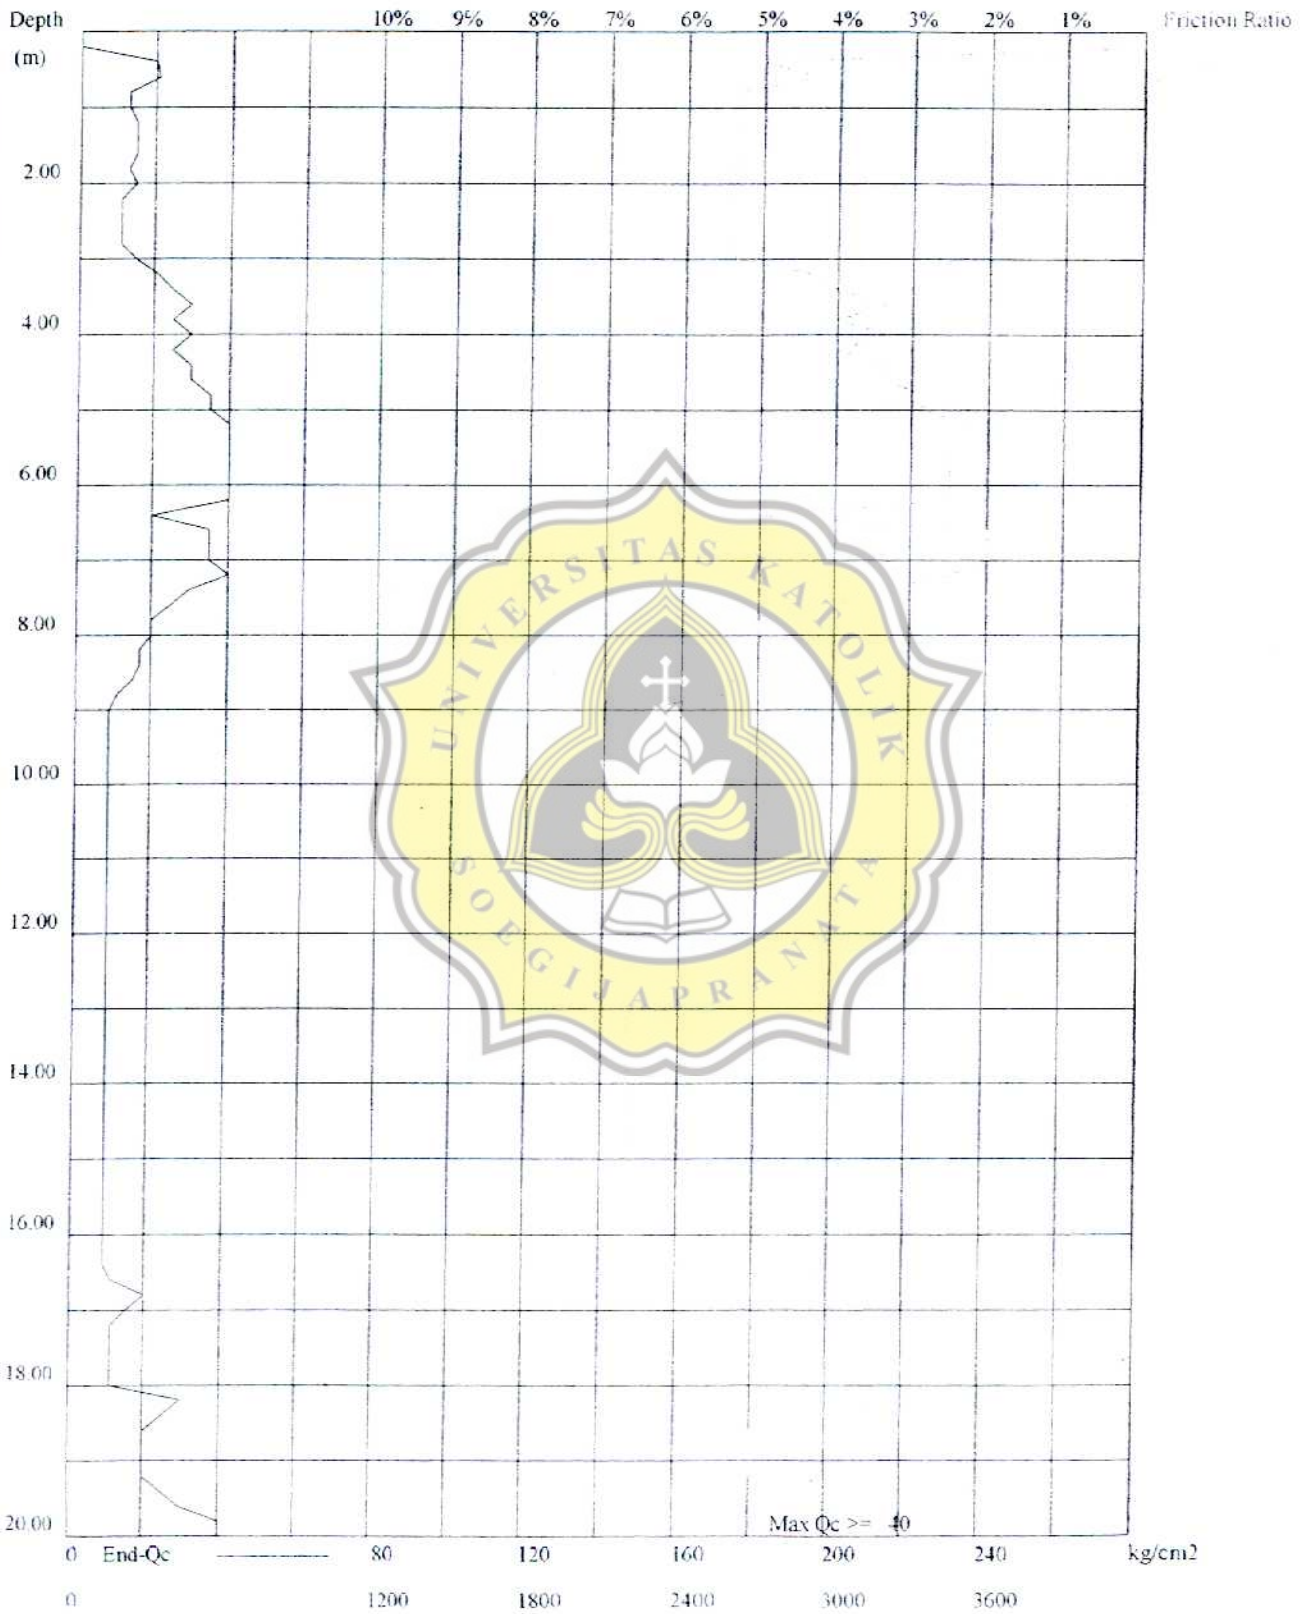 Depth 10% 9% 8% 7% 6% 5% 4% 3% 2% 1% Friction Ratio
(m)
2.00
4.00
6.00
UNIVERSITAS KATOLIK
8.00
10.00
SOEGIJAPRANATA
12.00
14.00
16.00
18.00
Max Qc >= 40
20.00
0 End-Qc 80 120 160 200 240 kg/cm2
0 1200 1800 2400 3000 3600